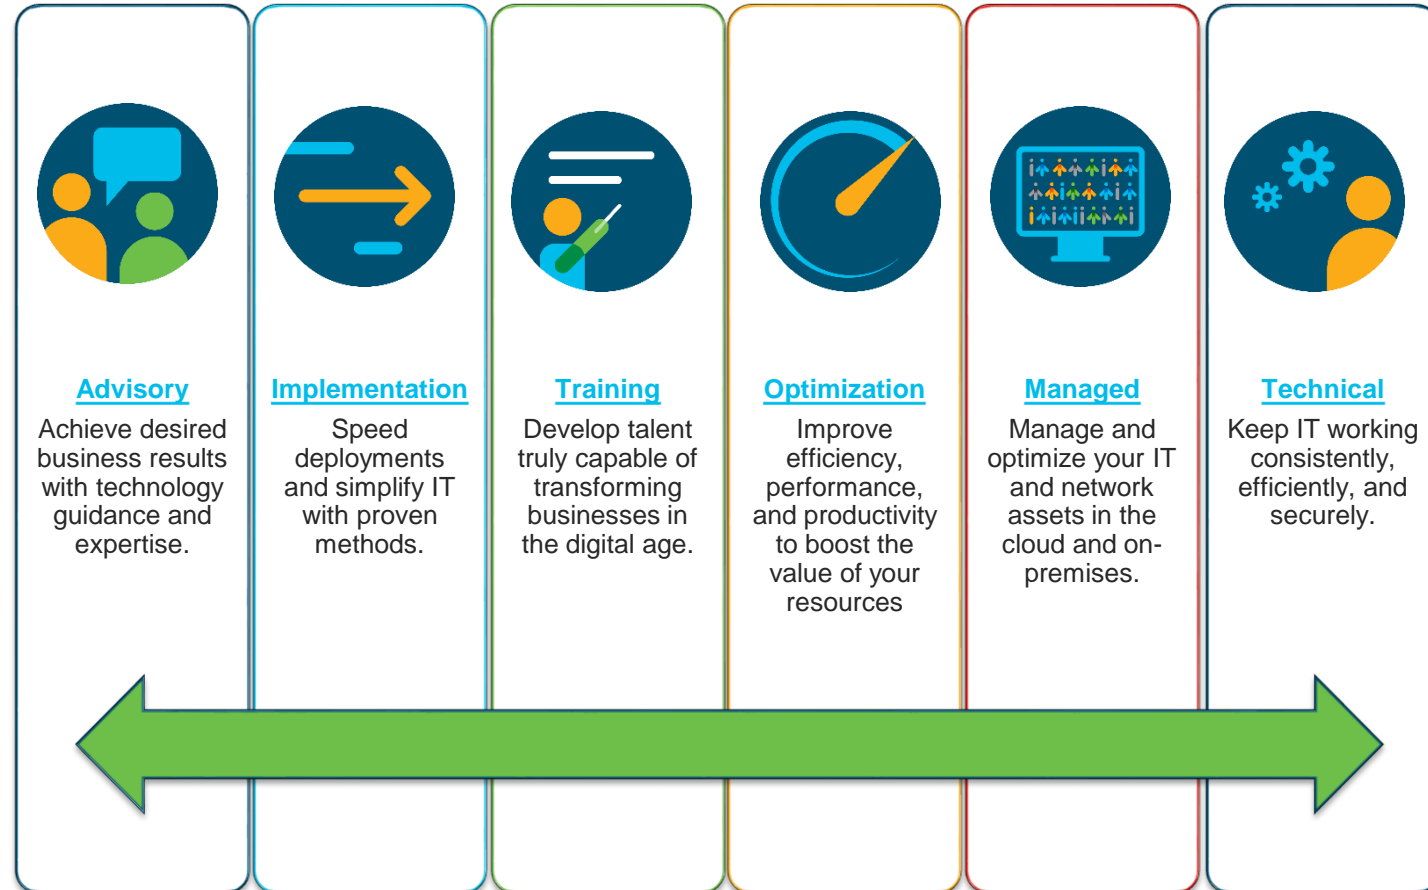 Advisory
Achieve desired
business results
with technology
guidance and
expertise.
Implementation
Speed
deployments
and simplify IT
with proven
methods.
Training
Develop talent
truly capable of
transforming
businesses in
the digital age.
Optimization
Improve
efficiency,
performance,
and productivity
to boost the
value of your
resources
Managed
Manage and
optimize your IT
and network
assets in the
cloud and on-
premises.
Technical
Keep IT working
consistently,
efficiently, and
securely.